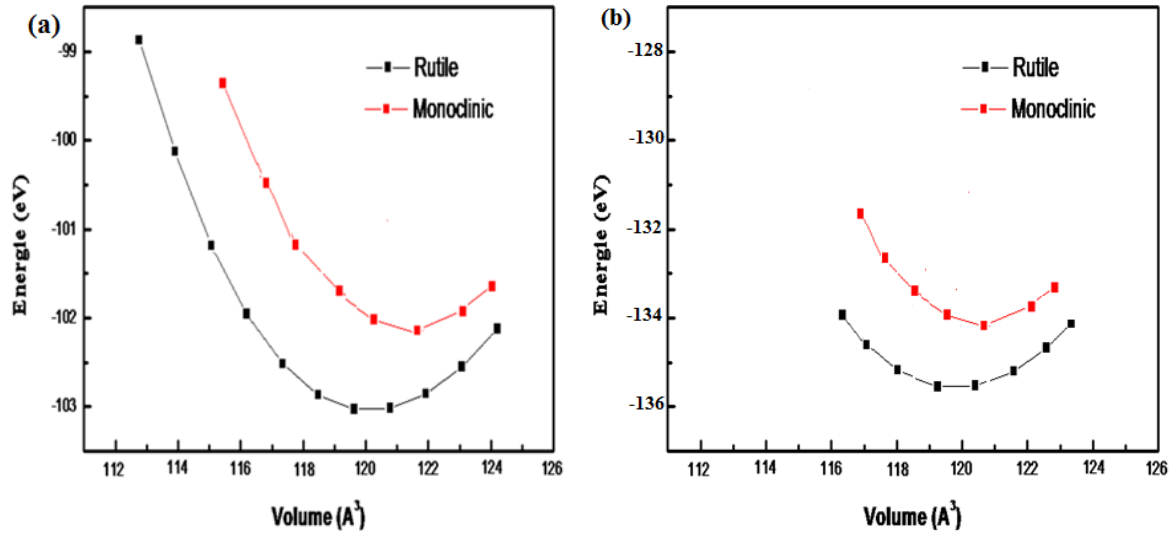 (a)
-99
-100
-101
-102
-103
Energie (eV)
Rutile
Monoclinic
112 114 116 118 120 122 124 126
Volume (A³)
(b)
-128
-130
-132
-134
-136
Energie (eV)
Rutile
Monoclinic
112 114 116 118 120 122 124 126
Volume (A³)